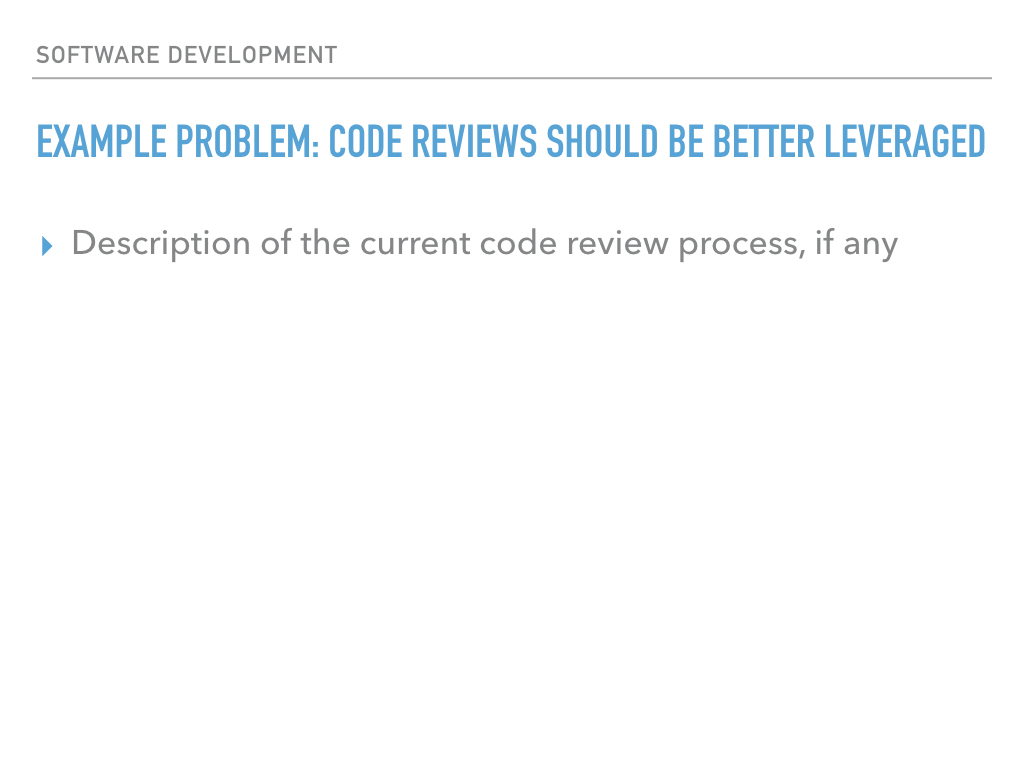 SOFTWARE DEVELOPMENT
EXAMPLE PROBLEM: CODE REVIEWS SHOULD BE BETTER LEVERAGED
Description of the current code review process, if any